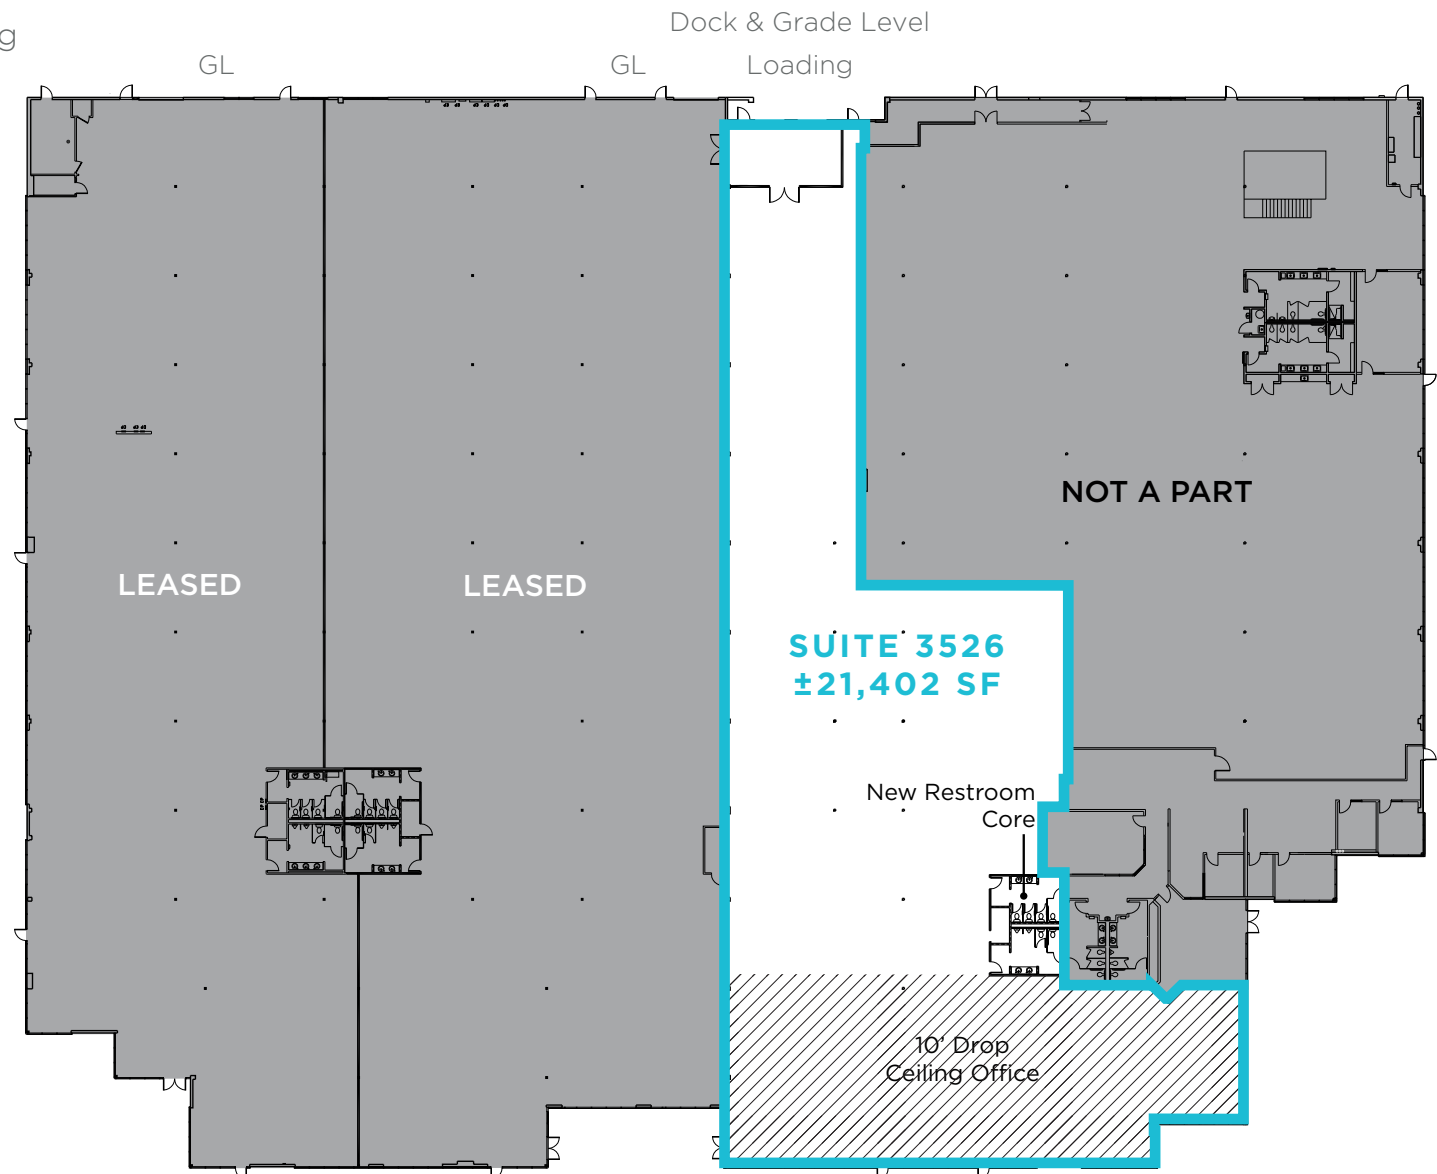 g
Dock & Grade Level
GL
GL
Loading
NOT A PART
LEASED
LEASED
SUITE 3526
±21,402 SF
New Restroom
Core
10' Drop
Ceiling Office